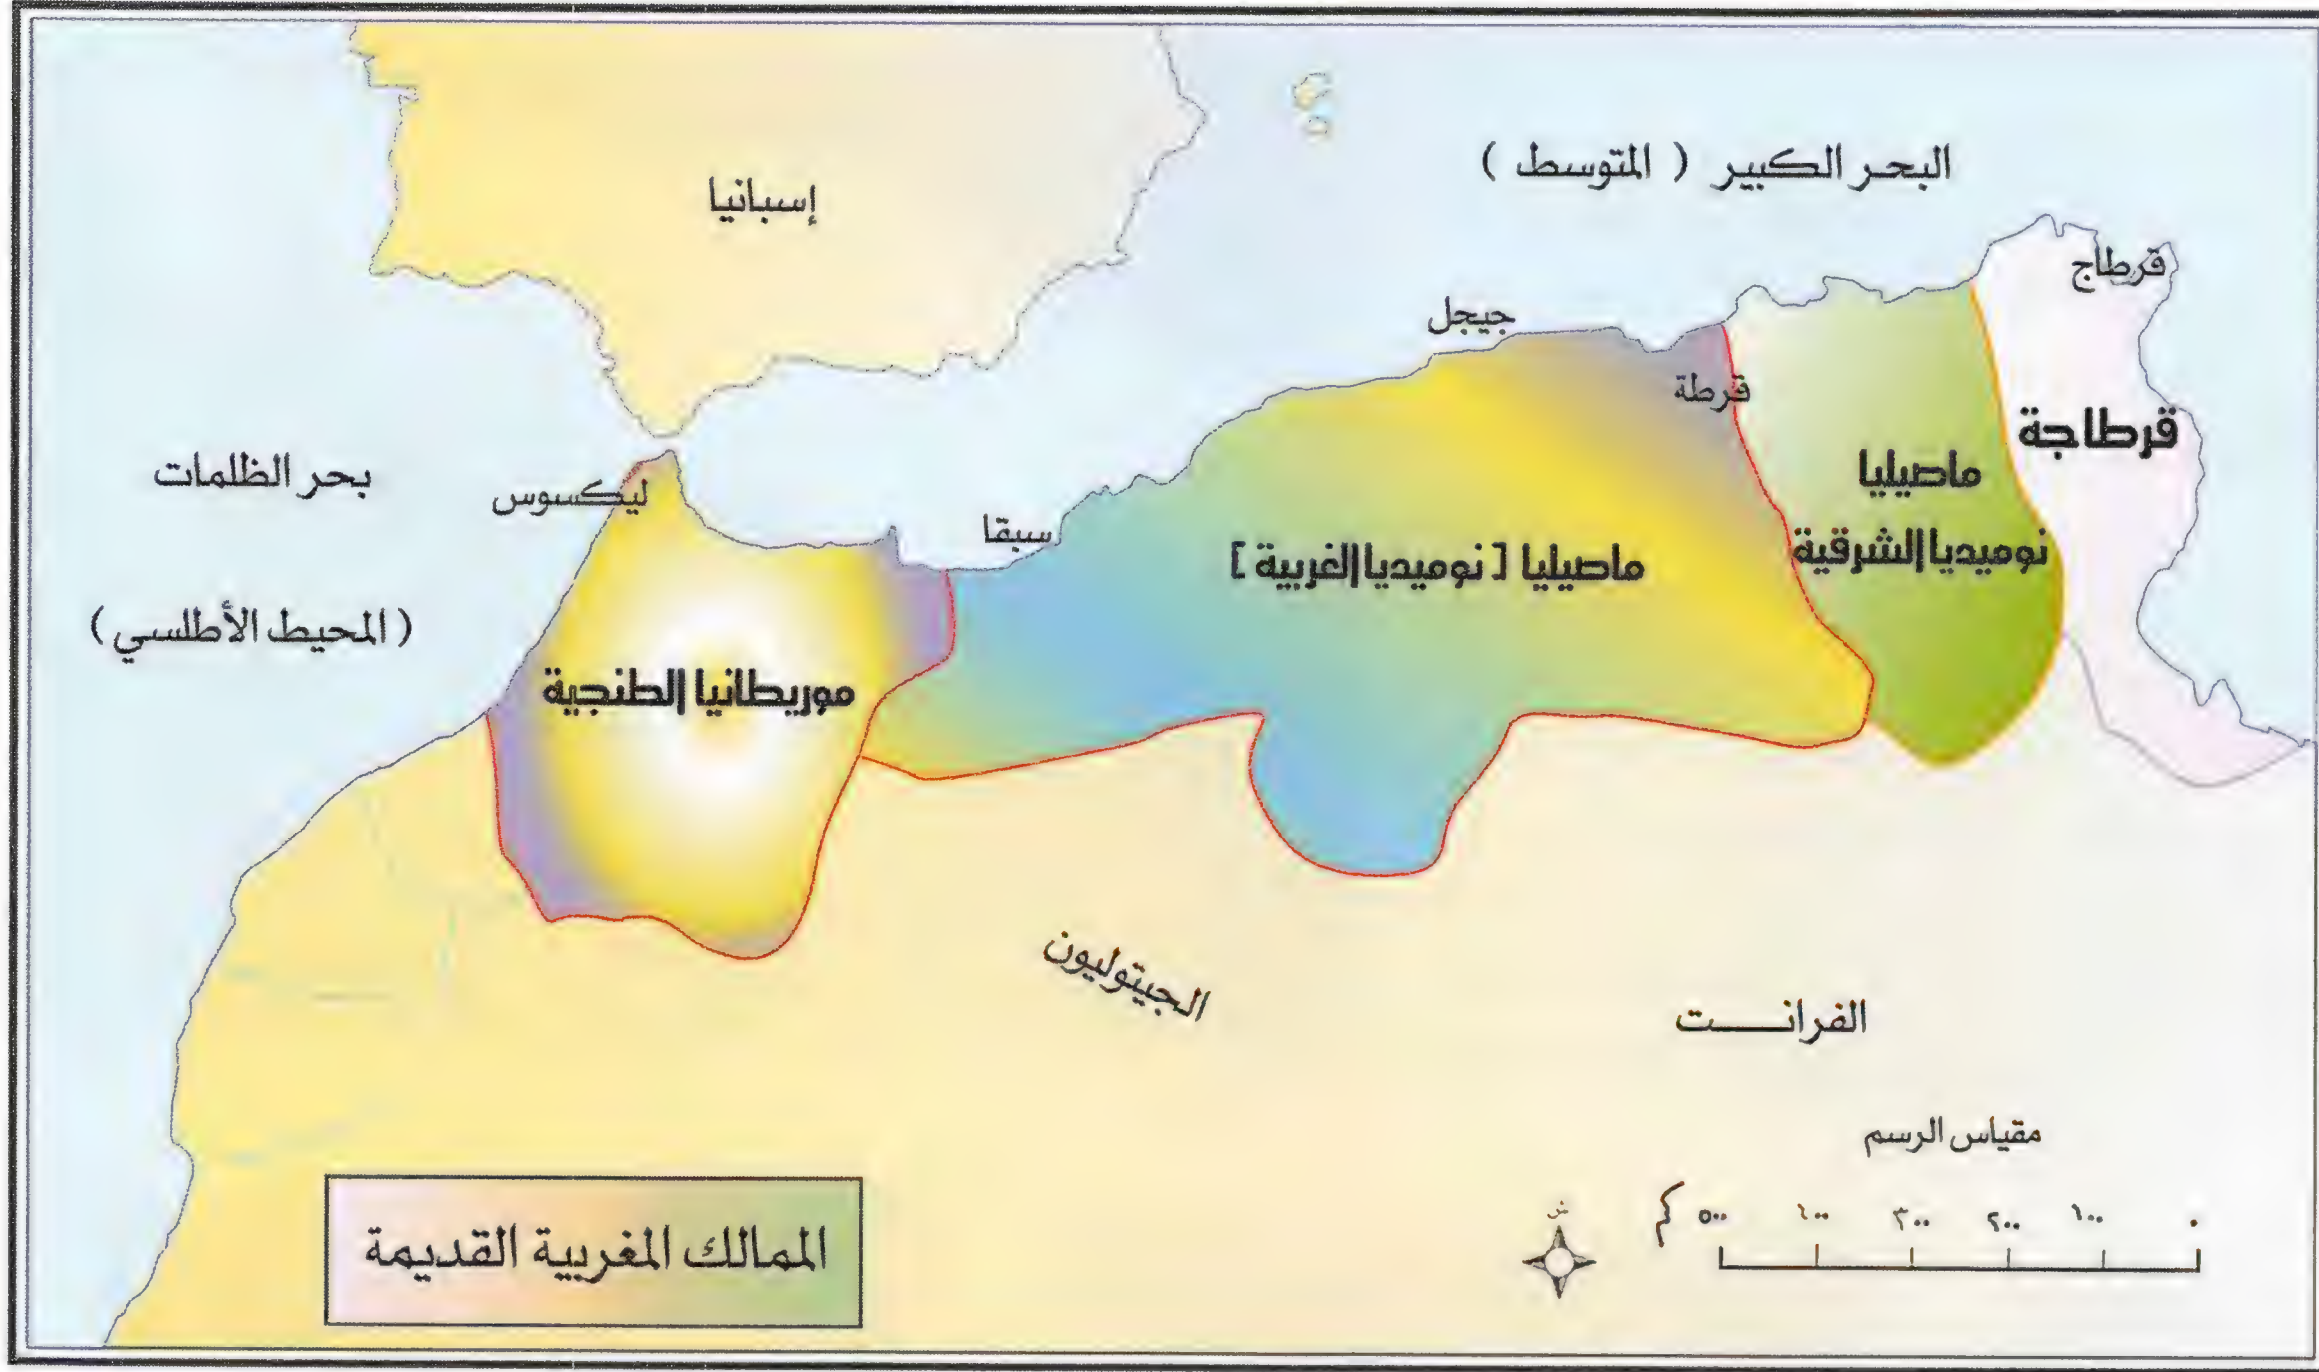 البحر الكبير ( المتوسط )
إسبانيا
قرطاج
جيجل
قرطة
قرطاجة
ماصيليا
نوميديا الشرقية
بحر الظلمات
ليكسوس
سبقا
ماصيليا [ نوميديا الغربية ]
( المحيط الأطلسي )
موريطانيا الطنجية
الجيتوليون
الفرانت
مقياس الرسم
ش
٠ ١٠٠ ٢٠٠ ٣٠٠ ٤٠٠ ٥٠٠ كم
الممالك المغربية القديمة